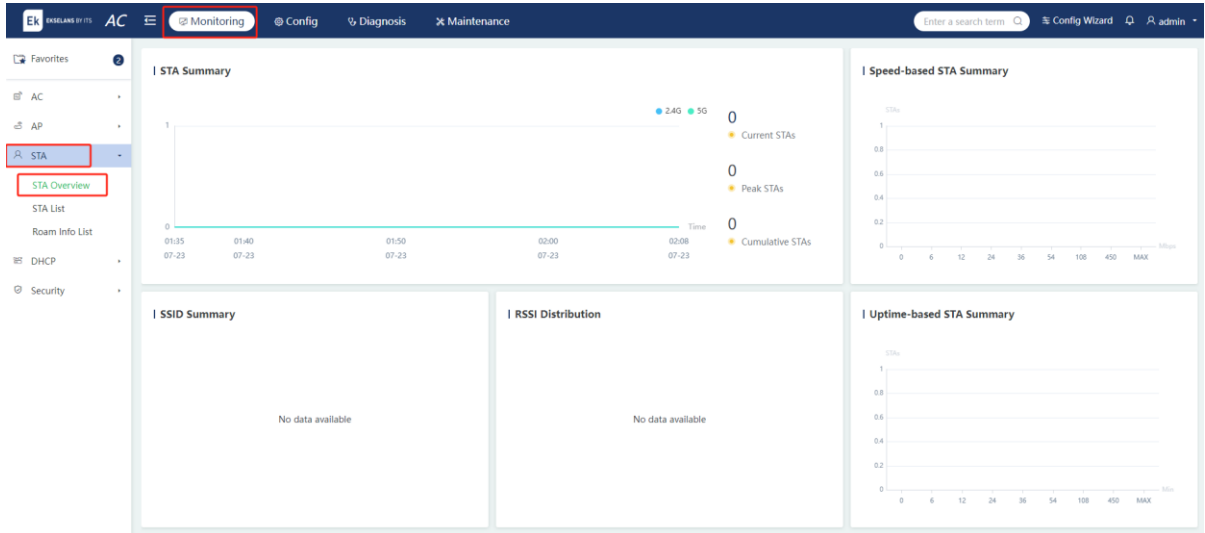 Ek EKSELANS BY ITS AC Monitoring Config Diagnosis Maintenance Enter a search term Config Wizard admin
Favorites 2
AC
AP
STA
STA Overview
STA List
Roam Info List
DHCP
Security
STA Summary
2.4G 5G
1
0
Time
01:35 01:40 01:50 02:00 02:08
07-23 07-23 07-23 07-23 07-23
0
Current STAs
0
Peak STAs
0
Cumulative STAs
Speed-based STA Summary
STAs
1
0.8
0.6
0.4
0.2
0
Mbps
0 6 12 24 36 54 108 450 MAX
SSID Summary
No data available
RSSI Distribution
No data available
Uptime-based STA Summary
STAs
1
0.8
0.6
0.4
0.2
0
Min
0 6 12 24 36 54 108 450 MAX